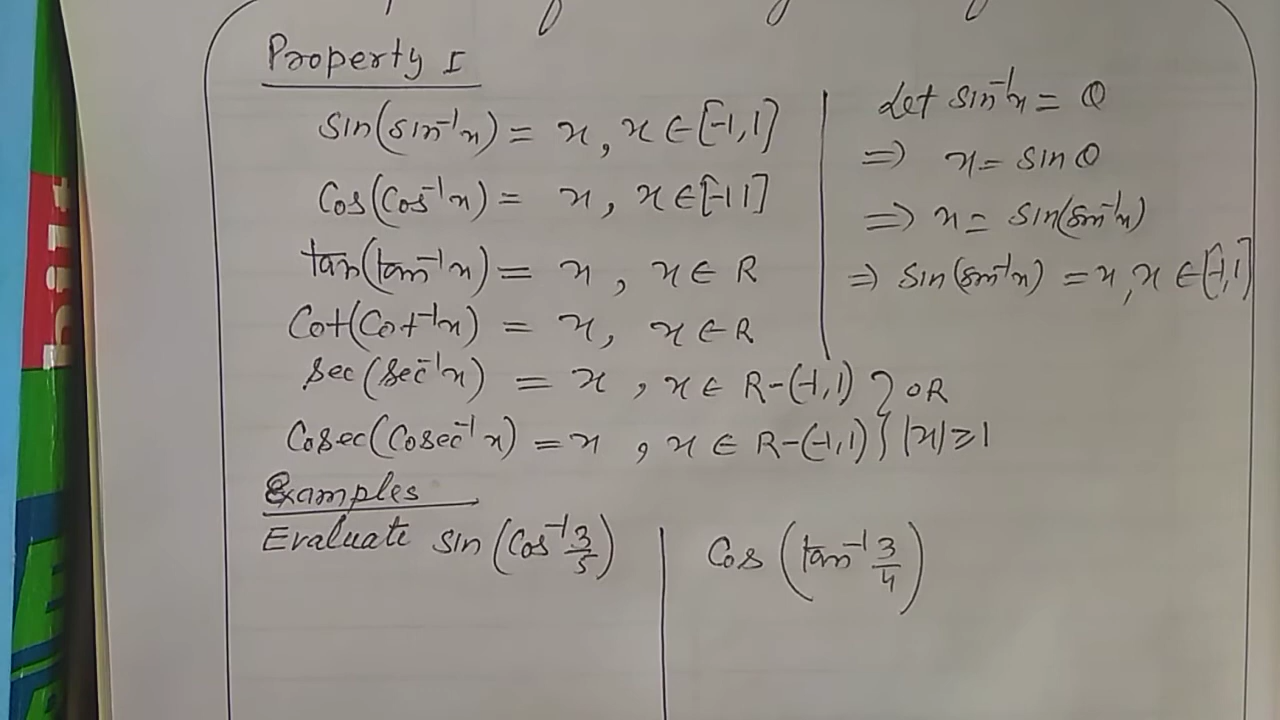 Property I
sin(sin⁻¹x) = x, x ∈ [-1,1]
Cos(Cos⁻¹x) = x, x ∈ [-1 1]
tan(tan⁻¹x) = x, x ∈ R
Cot(Cot⁻¹x) = x, x ∈ R
sec(sec⁻¹x) = x, x ∈ R-(-1,1) } OR
Cosec(Cosec⁻¹x) = x, x ∈ R-(-1,1) } |x| ≥ 1
Let sin⁻¹x = θ
⇒ x = sin θ
⇒ x = sin(sin⁻¹x)
⇒ sin(sin⁻¹x) = x, x ∈ [-1,1]
Examples
Evaluate sin(Cos⁻¹ 3/5)
Cos(tan⁻¹ 3/4)